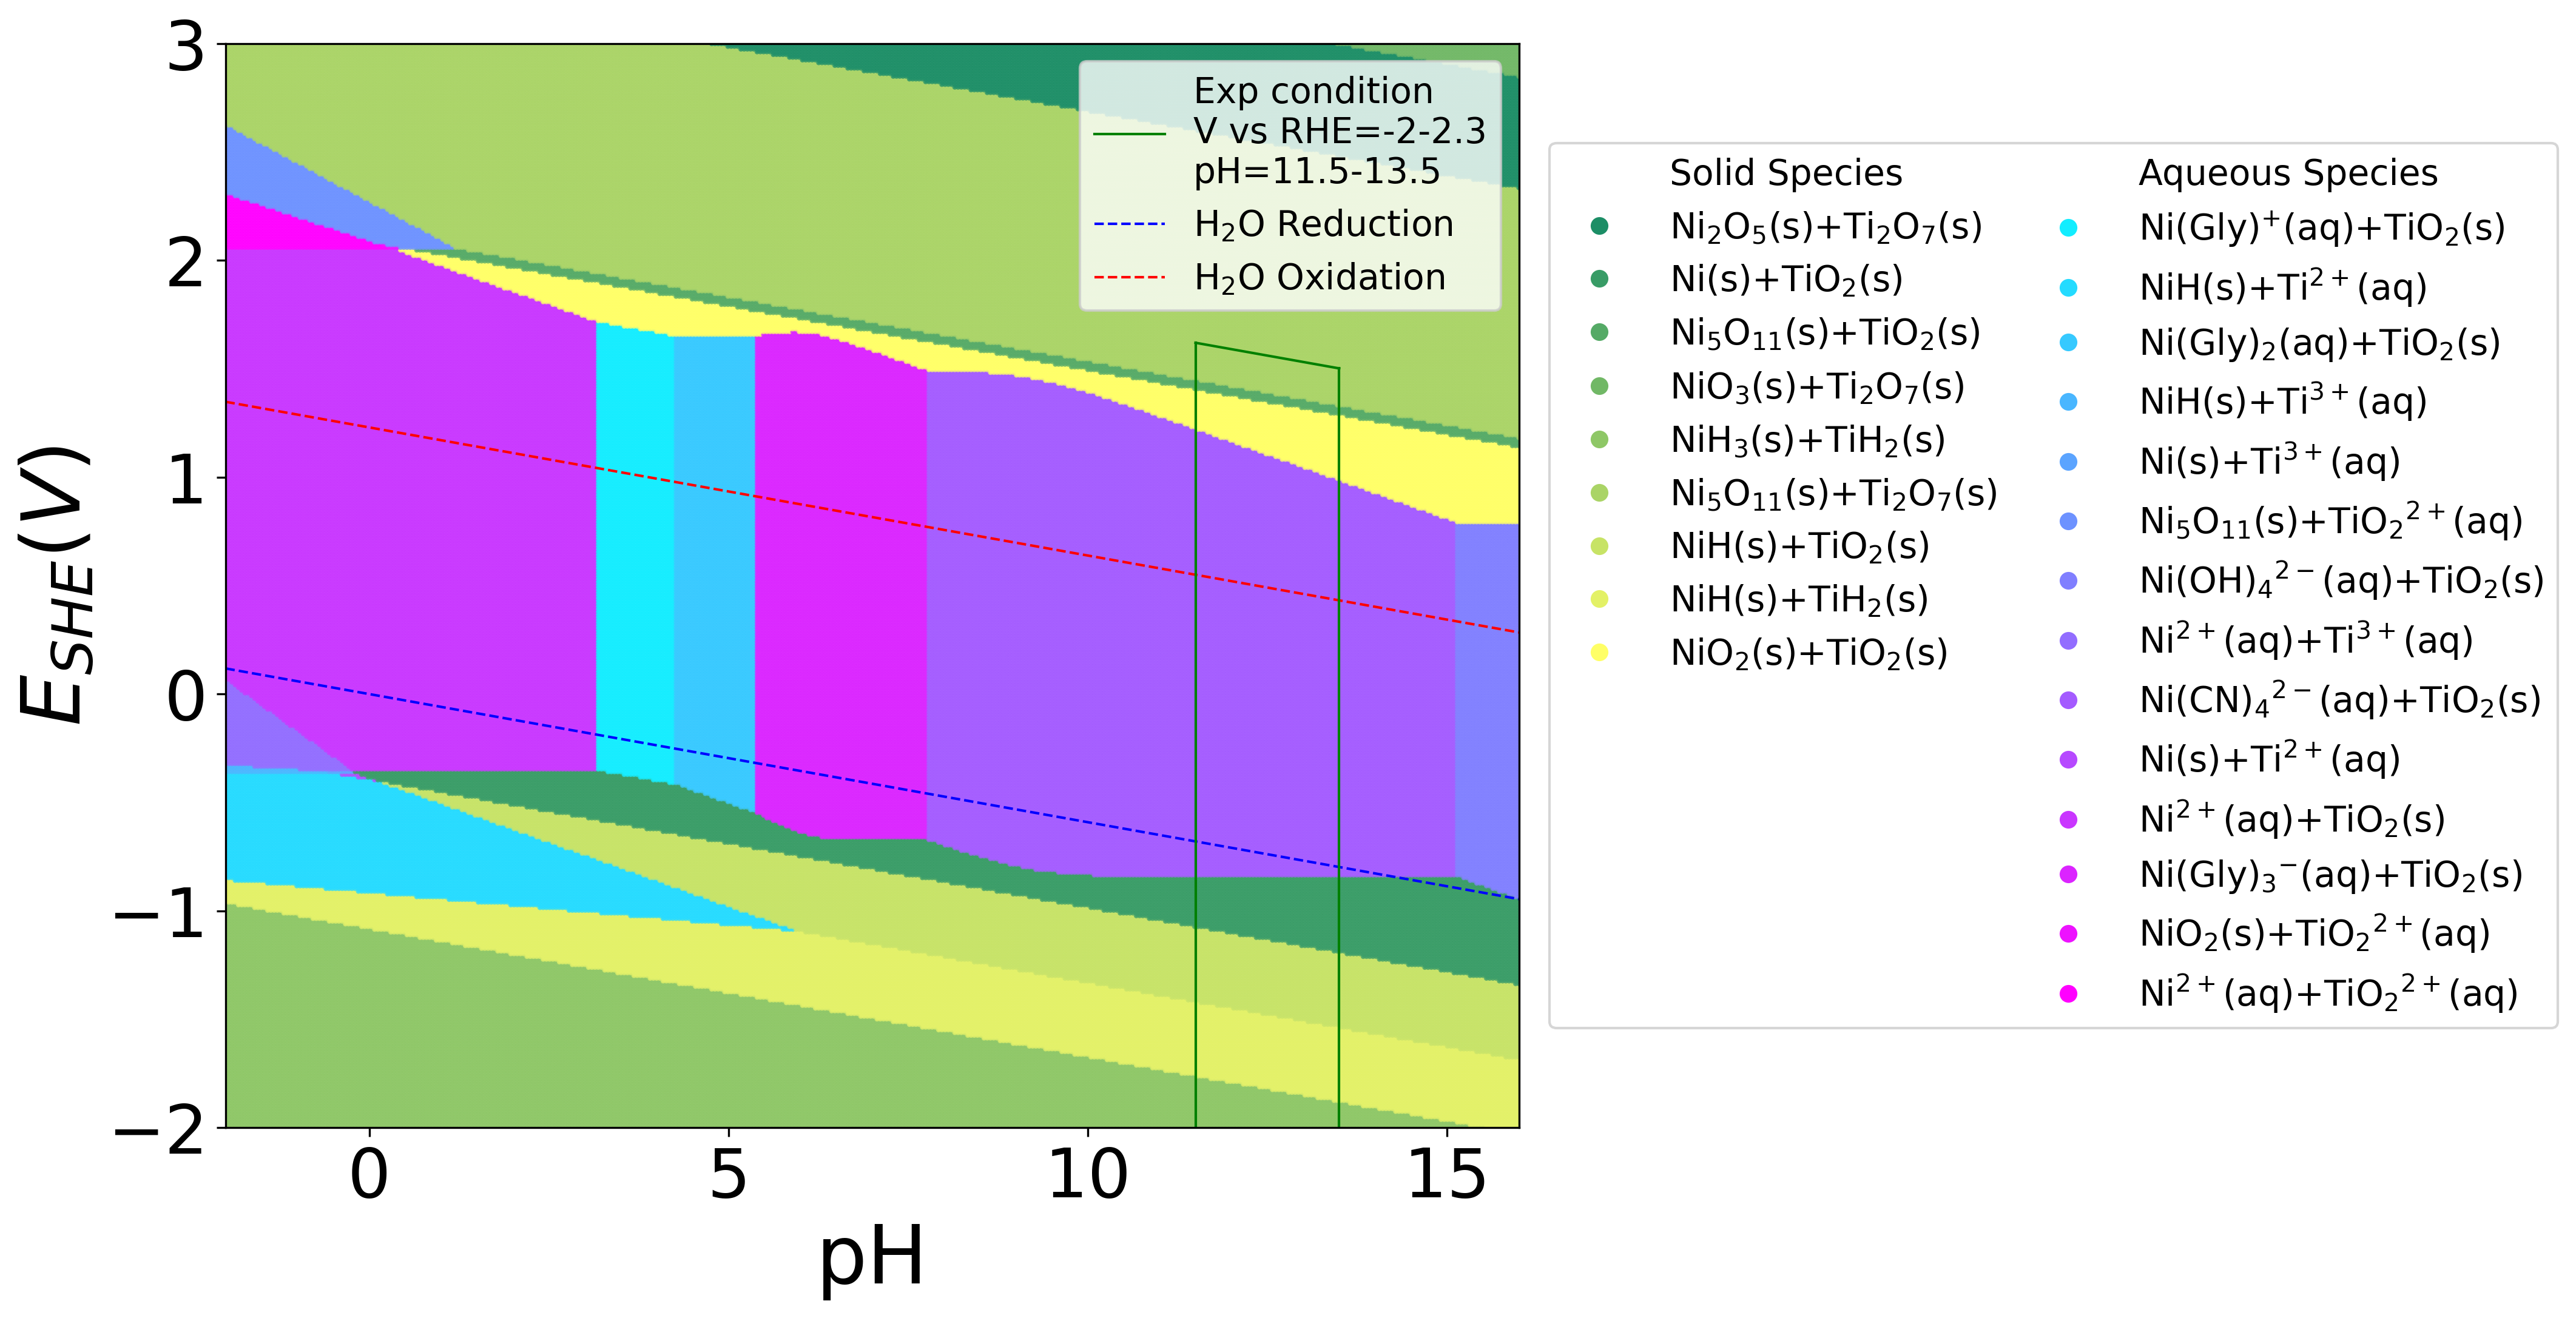 3
2
1
0
−1
−2
E_SHE(V)
0
5
10
15
pH
Exp condition
V vs RHE=-2-2.3
pH=11.5-13.5
H₂O Reduction
H₂O Oxidation
Solid Species
Ni₂O₅(s)+Ti₂O₇(s)
Ni(s)+TiO₂(s)
Ni₅O₁₁(s)+TiO₂(s)
NiO₃(s)+Ti₂O₇(s)
NiH₃(s)+TiH₂(s)
Ni₅O₁₁(s)+Ti₂O₇(s)
NiH(s)+TiO₂(s)
NiH(s)+TiH₂(s)
NiO₂(s)+TiO₂(s)
Aqueous Species
Ni(Gly)⁺(aq)+TiO₂(s)
NiH(s)+Ti²⁺(aq)
Ni(Gly)₂(aq)+TiO₂(s)
NiH(s)+Ti³⁺(aq)
Ni(s)+Ti³⁺(aq)
Ni₅O₁₁(s)+TiO₂²⁺(aq)
Ni(OH)₄²⁻(aq)+TiO₂(s)
Ni²⁺(aq)+Ti³⁺(aq)
Ni(CN)₄²⁻(aq)+TiO₂(s)
Ni(s)+Ti²⁺(aq)
Ni²⁺(aq)+TiO₂(s)
Ni(Gly)₃⁻(aq)+TiO₂(s)
NiO₂(s)+TiO₂²⁺(aq)
Ni²⁺(aq)+TiO₂²⁺(aq)